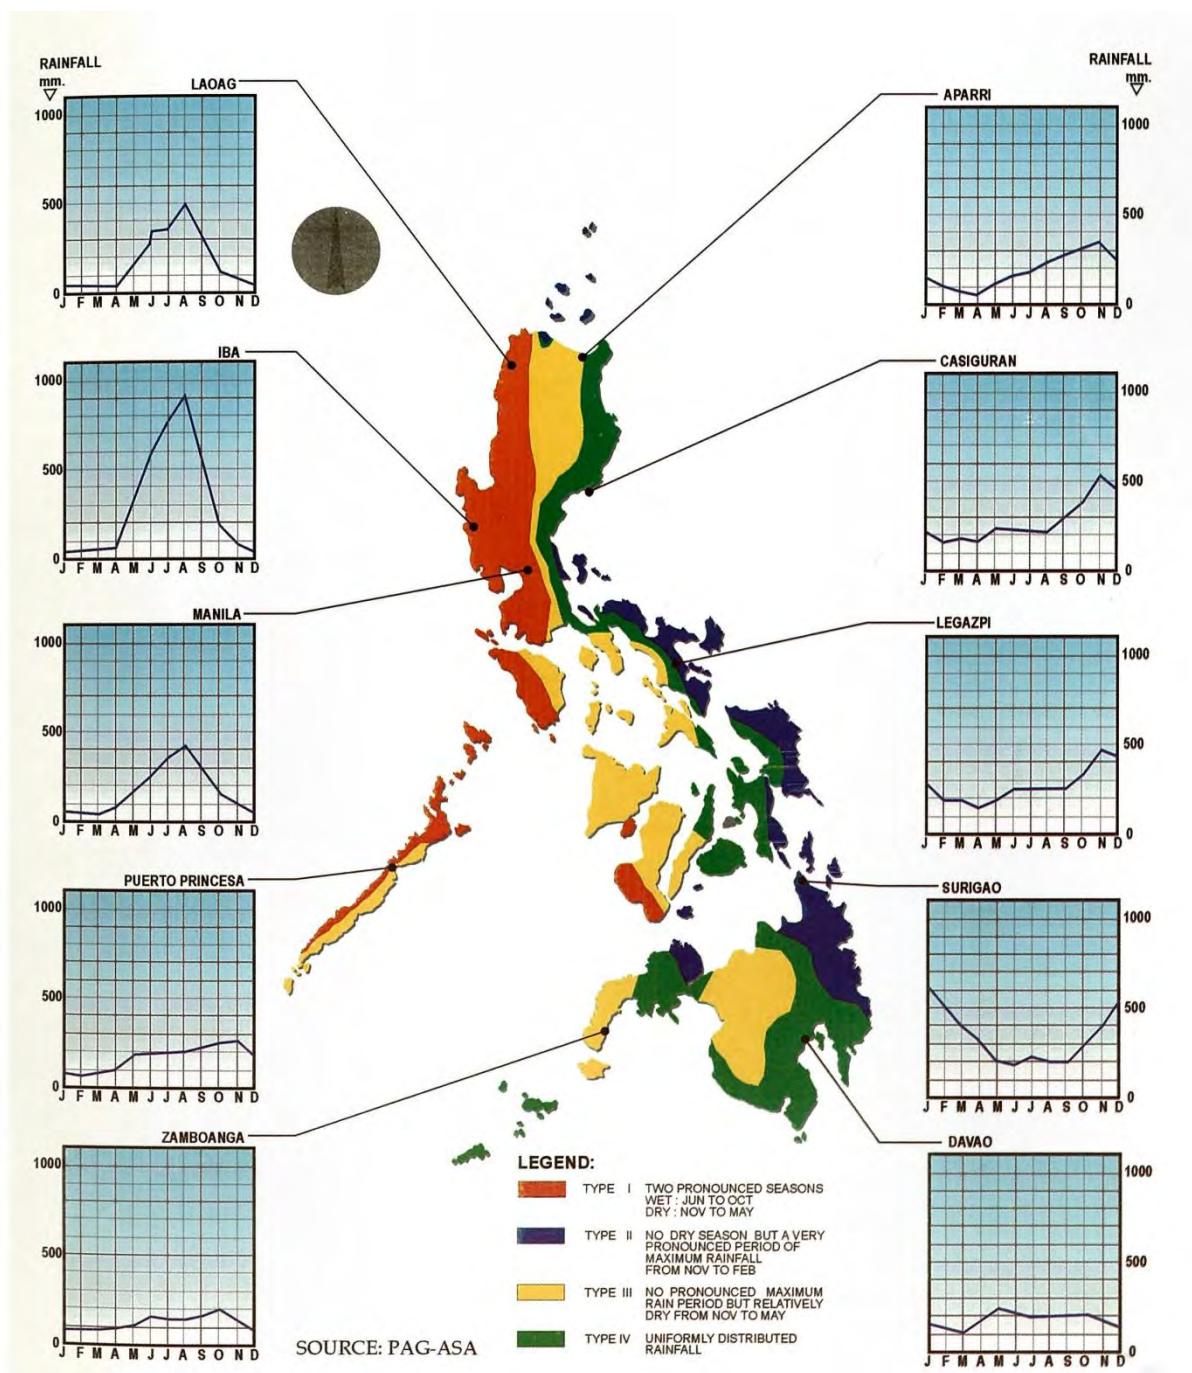 RAINFALL
mm.
LAOAG
1000
500
0
J F M A M J J A S O N D
IBA
1000
500
0
J F M A M J J A S O N D
MANILA
1000
500
0
J F M A M J J A S O N D
PUERTO PRINCESA
1000
500
0
J F M A M J J A S O N D
ZAMBOANGA
1000
500
0
J F M A M J J A S O N D
RAINFALL
mm.
APARRI
1000
500
0
J F M A M J J A S O N D
CASIGURAN
1000
500
0
J F M A M J J A S O N D
LEGAZPI
1000
500
0
J F M A M J J A S O N D
SURIGAO
1000
500
0
J F M A M J J A S O N D
DAVAO
1000
500
0
J F M A M J J A S O N D
LEGEND:
TYPE I TWO PRONOUNCED SEASONS
WET : JUN TO OCT
DRY : NOV TO MAY
TYPE II NO DRY SEASON BUT A VERY
PRONOUNCED PERIOD OF
MAXIMUM RAINFALL
FROM NOV TO FEB
TYPE III NO PRONOUNCED MAXIMUM
RAIN PERIOD BUT RELATIVELY
DRY FROM NOV TO MAY
TYPE IV UNIFORMLY DISTRIBUTED
RAINFALL
SOURCE: PAG-ASA